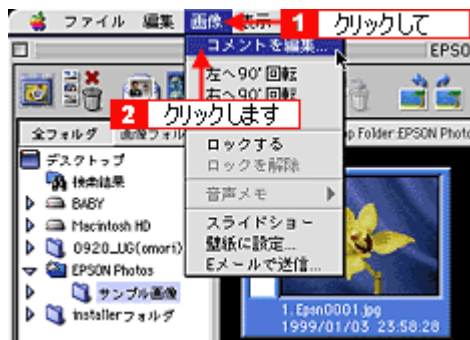 ファイル 編集 画像 表示
1 クリックして
コメントを編集...
EPSO
左へ90°回転
右へ90°回転
2 クリックします
全フォルダ 画像フォル
p Folder:EPSON Photo
ロックする
ロックを解除
音声メモ
スライドショー
壁紙に設定...
Eメールで送信...
デスクトップ
検索結果
BABY
Macintosh HD
0920_UG(omori)
EPSON Photos
サンプル画像
installerフォルダ
1. Epsn0001.jpg
1999/01/03 23:58:28